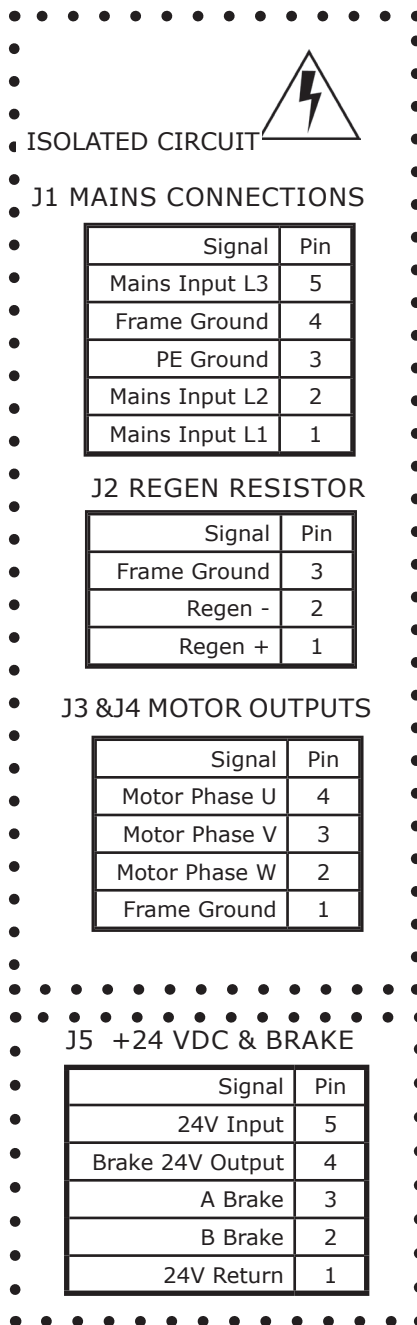 ISOLATED CIRCUIT
J1 MAINS CONNECTIONS
Signal Pin
Mains Input L3 5
Frame Ground 4
PE Ground 3
Mains Input L2 2
Mains Input L1 1
J2 REGEN RESISTOR
Signal Pin
Frame Ground 3
Regen - 2
Regen + 1
J3 &J4 MOTOR OUTPUTS
Signal Pin
Motor Phase U 4
Motor Phase V 3
Motor Phase W 2
Frame Ground 1
J5 +24 VDC & BRAKE
Signal Pin
24V Input 5
Brake 24V Output 4
A Brake 3
B Brake 2
24V Return 1